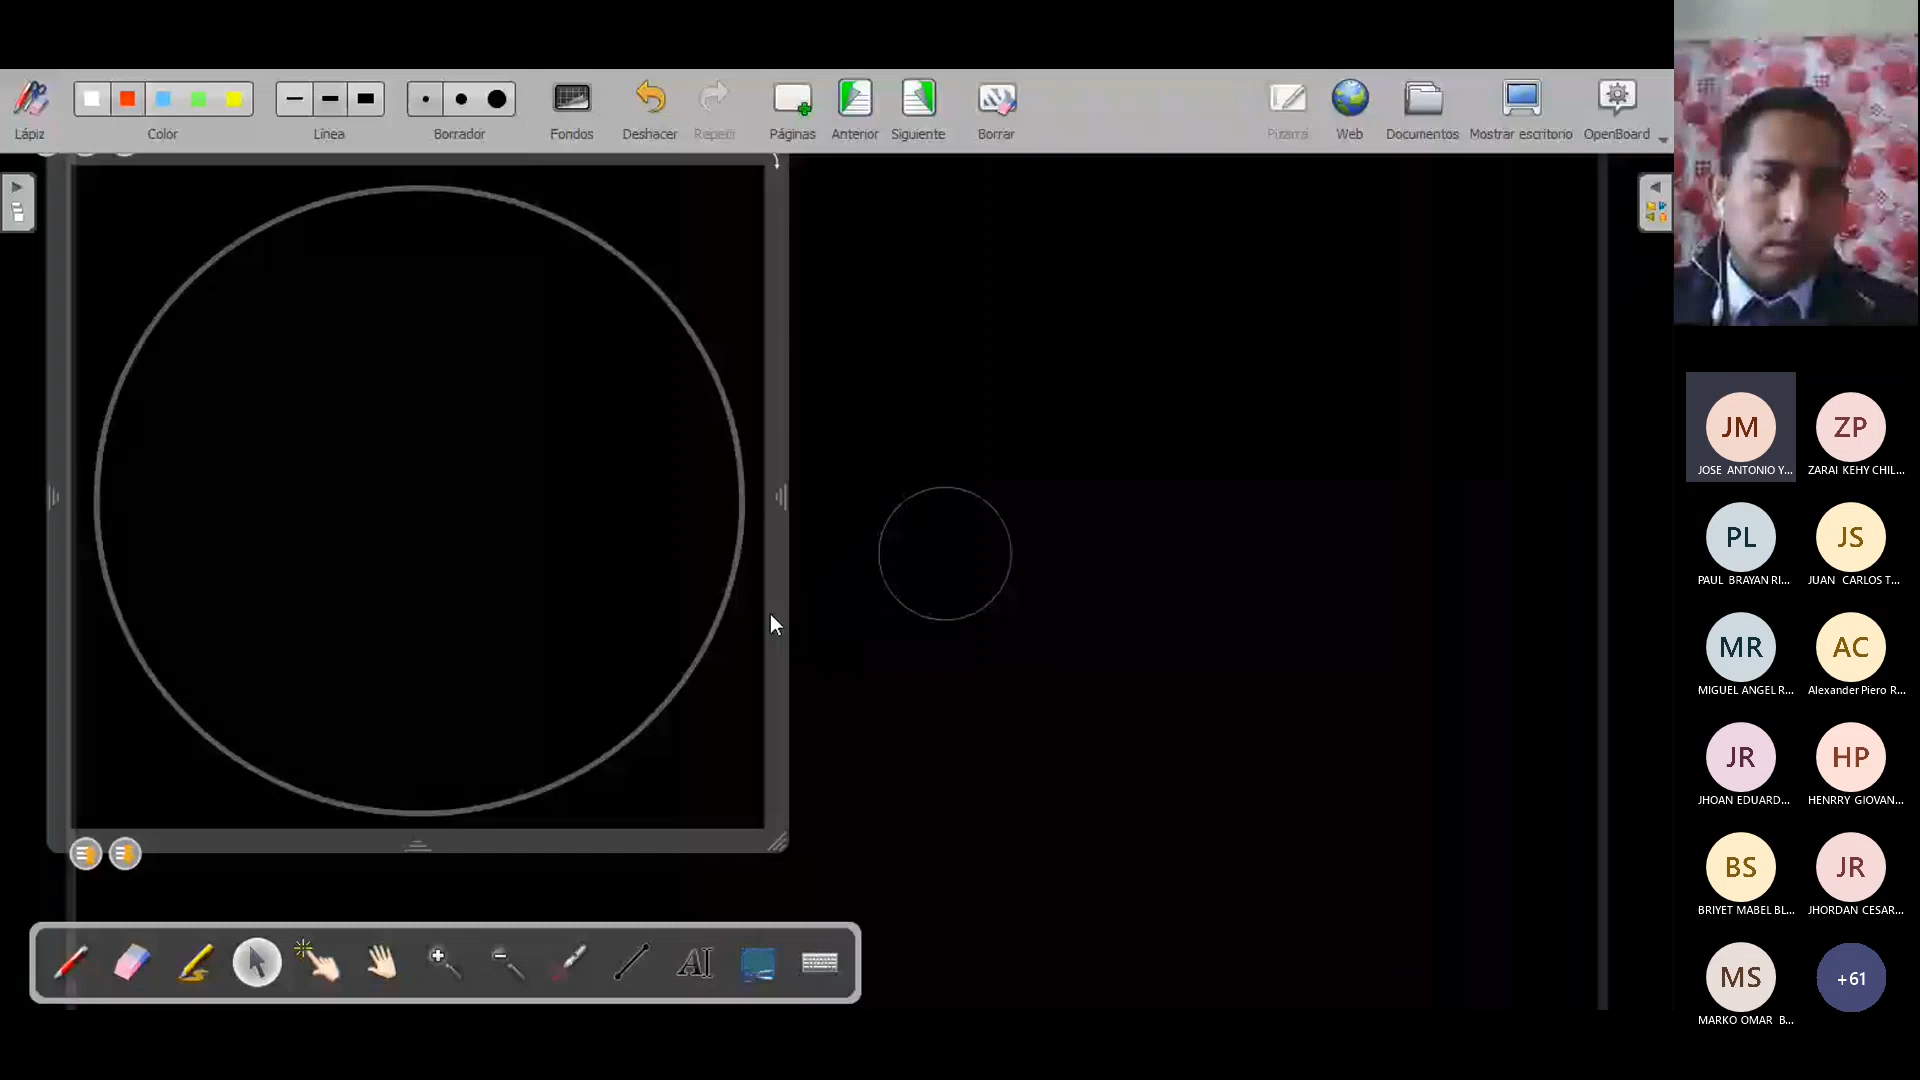 Lápiz
Color
Línea
Borrador
Fondos
Deshacer
Repetir
Páginas
Anterior
Siguiente
Borrar
Pizarra
Web
Documentos
Mostrar escritorio
OpenBoard
JM
JOSE ANTONIO Y...
ZP
ZARAI KEHY CHIL...
PL
PAUL BRAYAN RI...
JS
JUAN CARLOS T...
MR
MIGUEL ANGEL R...
AC
Alexander Piero R...
JR
JHOAN EDUARD...
HP
HENRRY GIOVAN...
BS
BRIYET MABEL BL...
JR
JHORDAN CESAR...
MS
MARKO OMAR B...
+61
AI